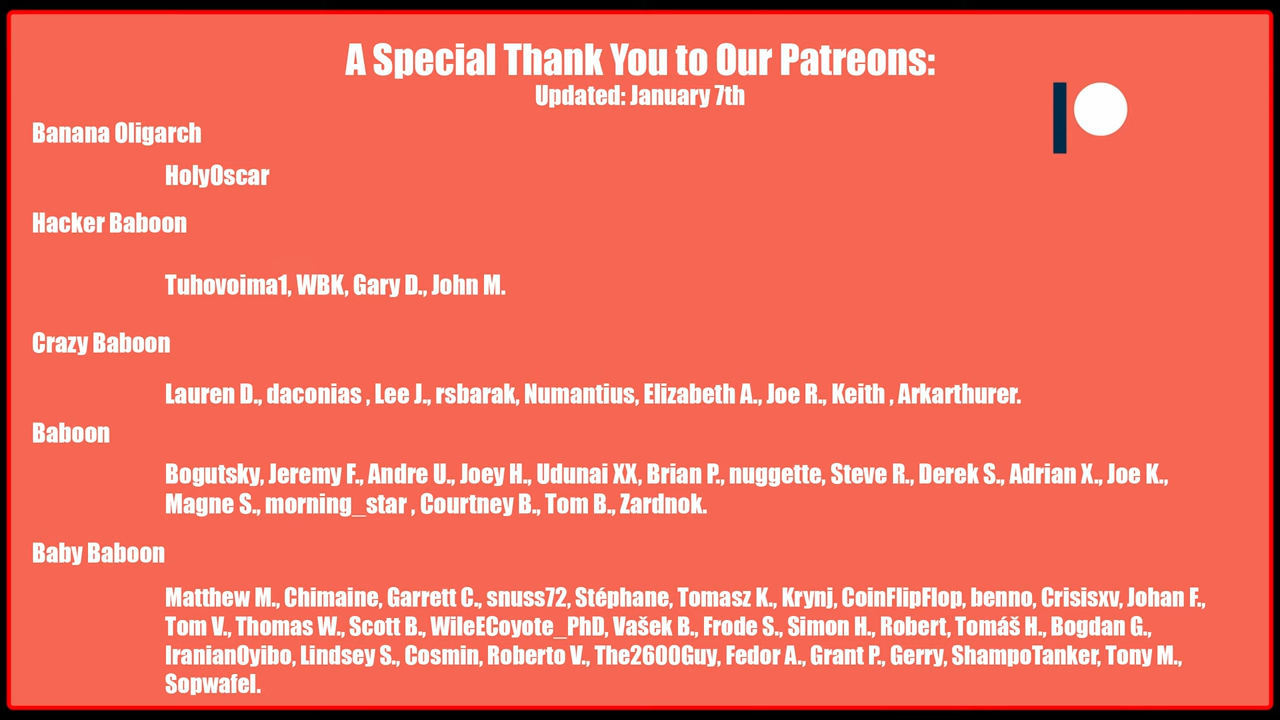 A Special Thank You to Our Patreons:
Updated: January 7th
Banana Oligarch
HolyOscar
Hacker Baboon
Tuhovoima1, WBK, Gary D., John M.
Crazy Baboon
Lauren D., daconias , Lee J., rsbarak, Numantius, Elizabeth A., Joe R., Keith , Arkarthurer.
Baboon
Bogutsky, Jeremy F., Andre U., Joey H., Udunai XX, Brian P., nuggette, Steve R., Derek S., Adrian X., Joe K.,
Magne S., morning_star , Courtney B., Tom B., Zardnok.
Baby Baboon
Matthew M., Chimaine, Garrett C., snuss72, Stéphane, Tomasz K., Krynj, CoinFlipFlop, benno, Crisisxv, Johan F.,
Tom V., Thomas W., Scott B., WileECoyote_PhD, Vašek B., Frode S., Simon H., Robert, Tomáš H., Bogdan G.,
IranianOyibo, Lindsey S., Cosmin, Roberto V., The2600Guy, Fedor A., Grant P., Gerry, ShampoTanker, Tony M.,
Sopwafel.